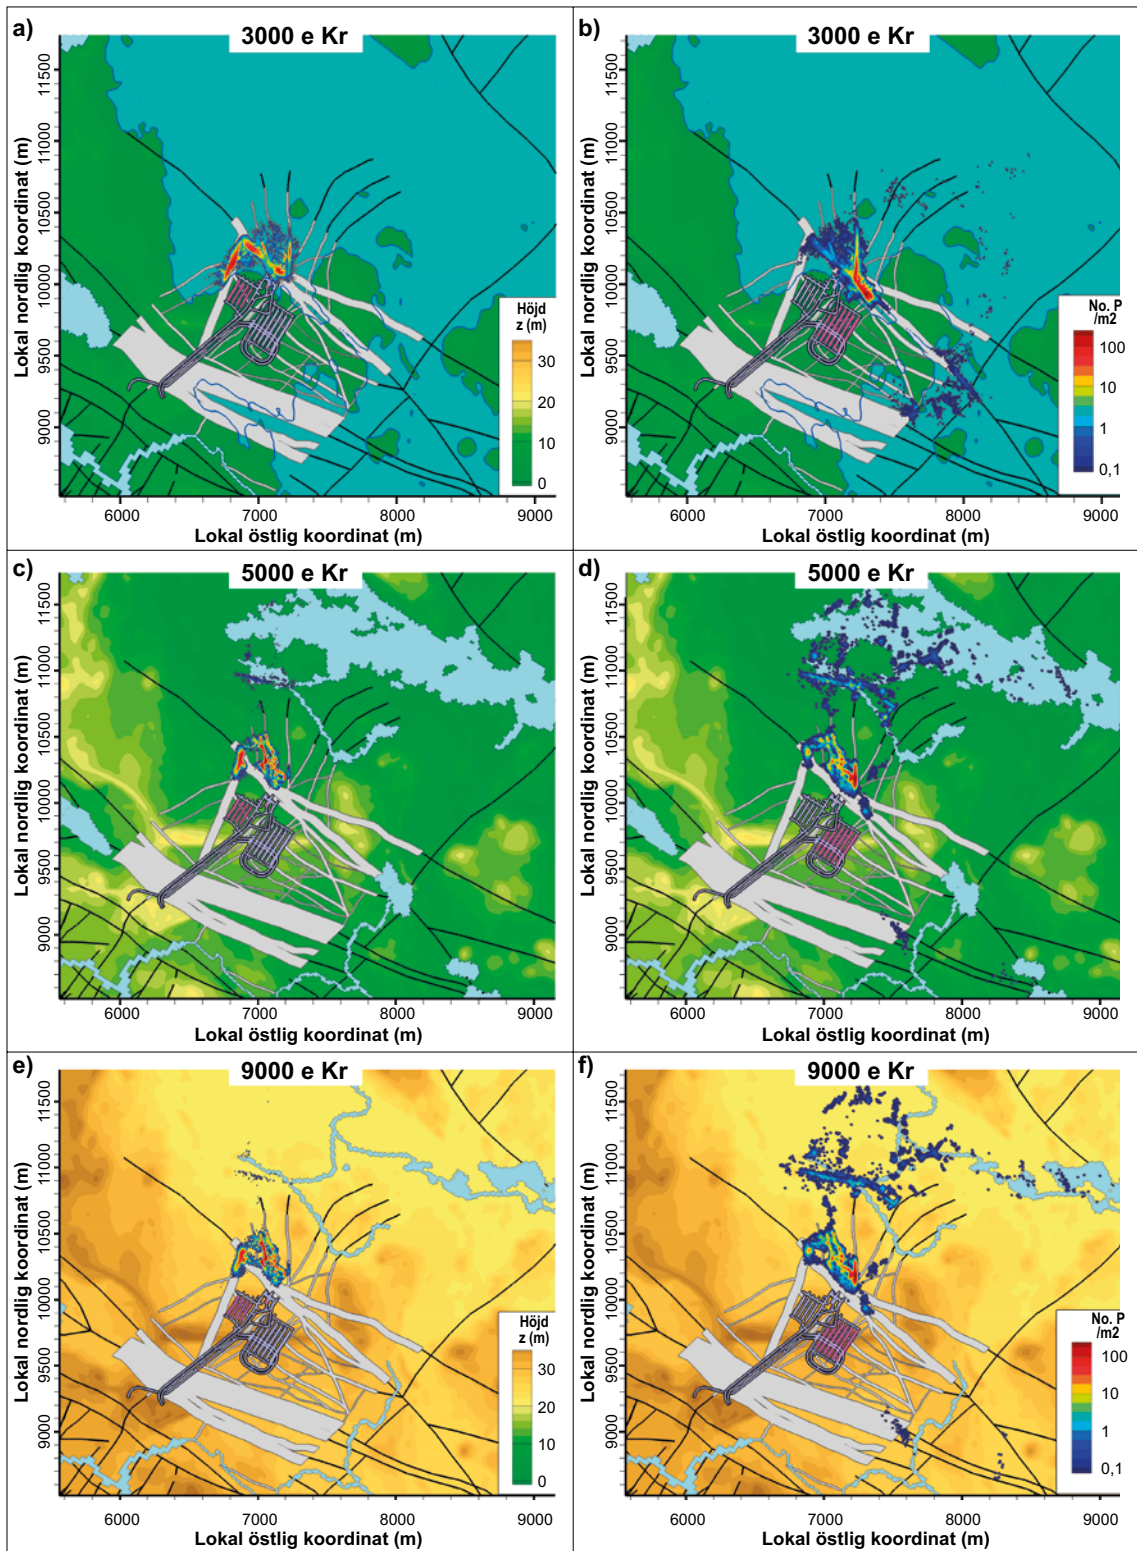 a)
3000 e Kr
Lokal nordlig koordinat (m)
11500
11000
10500
10000
9500
9000
Höjd
z (m)
30
20
10
0
6000
7000
8000
9000
Lokal östlig koordinat (m)
b)
3000 e Kr
Lokal nordlig koordinat (m)
11500
11000
10500
10000
9500
9000
No. P
/m2
100
10
1
0,1
6000
7000
8000
9000
Lokal östlig koordinat (m)
c)
5000 e Kr
Lokal nordlig koordinat (m)
11500
11000
10500
10000
9500
9000
6000
7000
8000
9000
Lokal östlig koordinat (m)
d)
5000 e Kr
Lokal nordlig koordinat (m)
11500
11000
10500
10000
9500
9000
6000
7000
8000
9000
Lokal östlig koordinat (m)
e)
9000 e Kr
Lokal nordlig koordinat (m)
11500
11000
10500
10000
9500
9000
Höjd
z (m)
30
20
10
0
6000
7000
8000
9000
Lokal östlig koordinat (m)
f)
9000 e Kr
Lokal nordlig koordinat (m)
11500
11000
10500
10000
9500
9000
No. P
/m2
100
10
1
0,1
6000
7000
8000
9000
Lokal östlig koordinat (m)